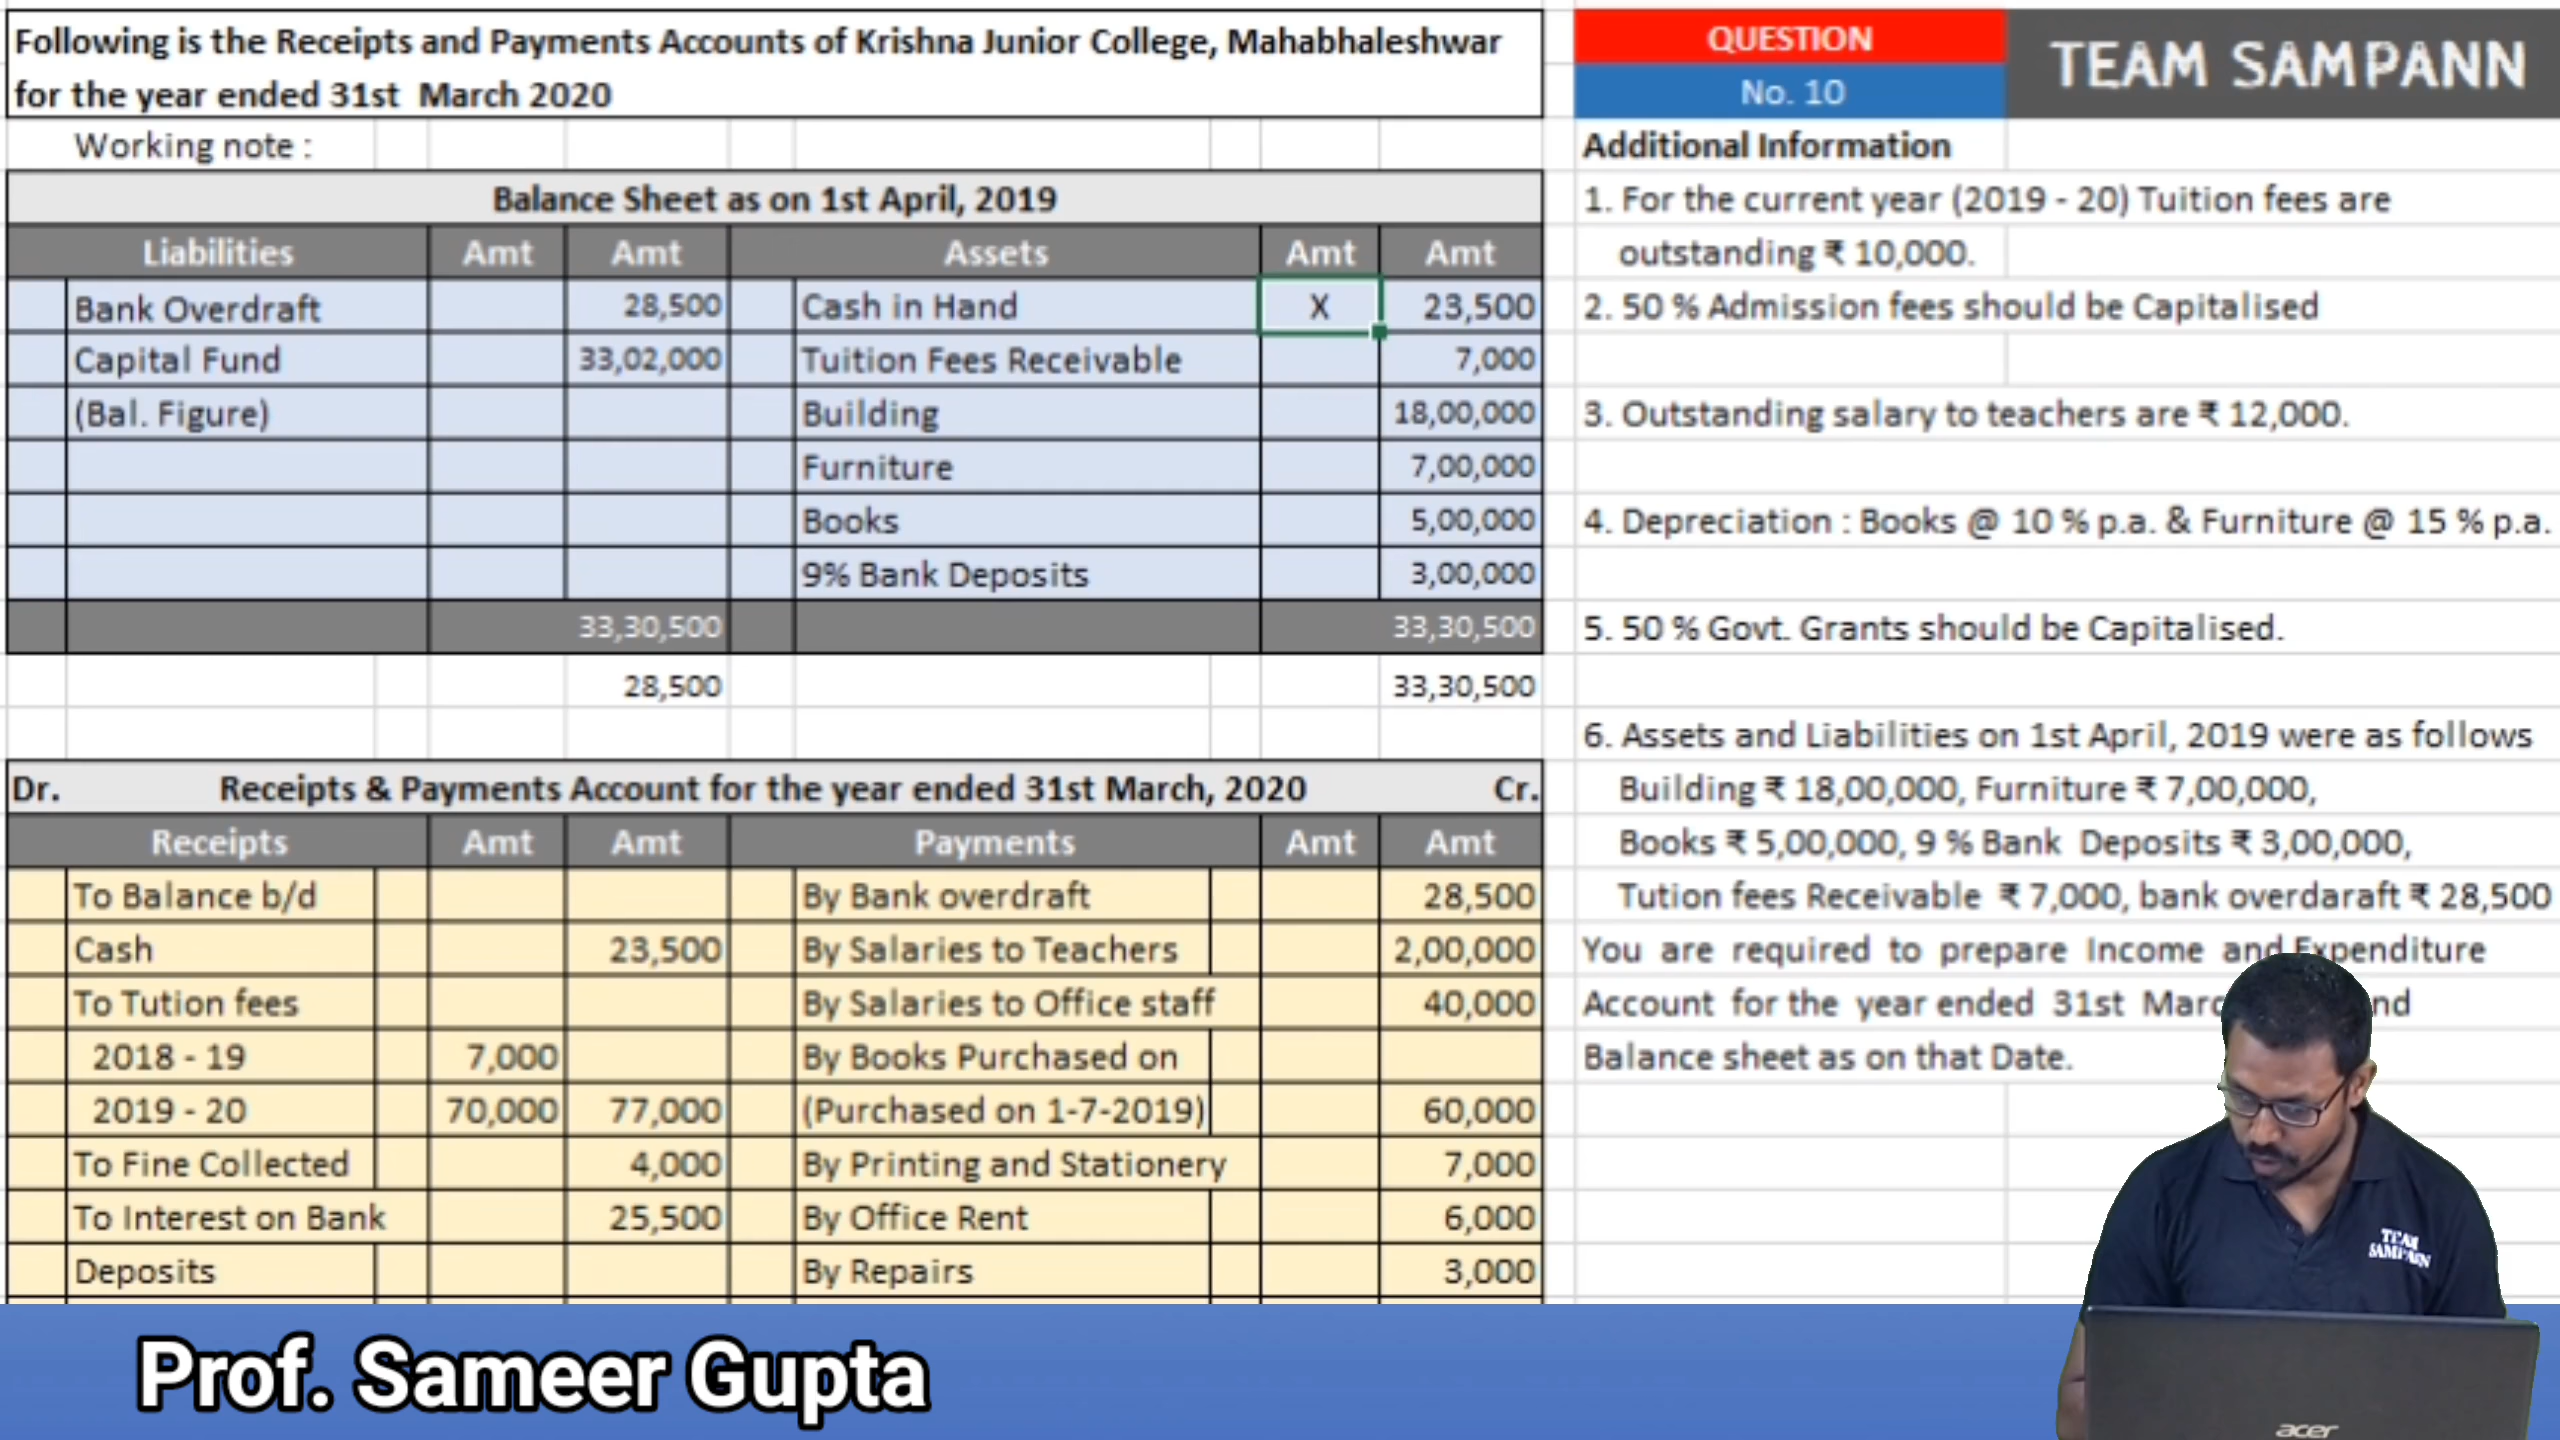 Following is the Receipts and Payments Accounts of Krishna Junior College, Mahabhaleshwar
for the year ended 31st March 2020
QUESTION
No. 10
TEAM SAMPANN
Working note :
Balance Sheet as on 1st April, 2019
Liabilities Amt Amt Assets Amt Amt
Bank Overdraft 28,500 Cash in Hand X 23,500
Capital Fund 33,02,000 Tuition Fees Receivable 7,000
(Bal. Figure) Building 18,00,000
Furniture 7,00,000
Books 5,00,000
9% Bank Deposits 3,00,000
33,30,500 33,30,500
28,500 33,30,500
Dr. Receipts & Payments Account for the year ended 31st March, 2020 Cr.
Receipts Amt Amt Payments Amt Amt
To Balance b/d By Bank overdraft 28,500
Cash 23,500 By Salaries to Teachers 2,00,000
To Tution fees By Salaries to Office staff 40,000
2018 - 19 7,000 By Books Purchased on
2019 - 20 70,000 77,000 (Purchased on 1-7-2019) 60,000
To Fine Collected 4,000 By Printing and Stationery 7,000
To Interest on Bank 25,500 By Office Rent 6,000
Deposits By Repairs 3,000
Additional Information
1. For the current year (2019 - 20) Tuition fees are
outstanding ₹ 10,000.
2. 50 % Admission fees should be Capitalised
3. Outstanding salary to teachers are ₹ 12,000.
4. Depreciation : Books @ 10 % p.a. & Furniture @ 15 % p.a.
5. 50 % Govt. Grants should be Capitalised.
6. Assets and Liabilities on 1st April, 2019 were as follows
Building ₹ 18,00,000, Furniture ₹ 7,00,000,
Books ₹ 5,00,000, 9 % Bank Deposits ₹ 3,00,000,
Tution fees Receivable ₹ 7,000, bank overdaraft ₹ 28,500
You are required to prepare Income and Expenditure
Account for the year ended 31st
Balance sheet as on that Date.
TEAM
SAMPANN
acer
Prof. Sameer Gupta